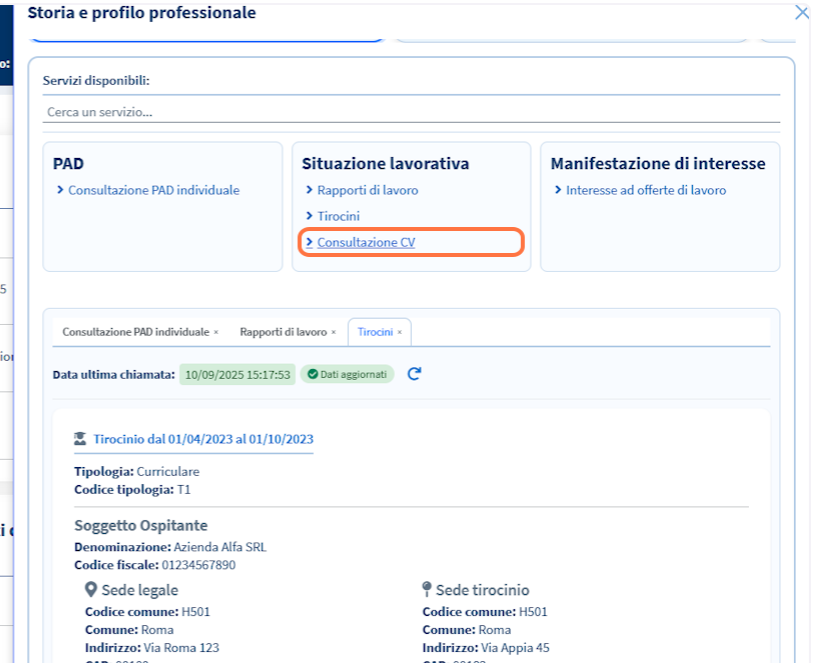 Storia e profilo professionale
o:
Servizi disponibili:
Cerca un servizio...
PAD
Consultazione PAD individuale
Situazione lavorativa
Rapporti di lavoro
Tirocini
Consultazione CV
Manifestazione di interesse
Interesse ad offerte di lavoro
5
Consultazione PAD individuale × Rapporti di lavoro × Tirocini ×
Data ultima chiamata: 10/09/2025 15:17:53 Dati aggiornati
Tirocinio dal 01/04/2023 al 01/10/2023
Tipologia: Curriculare
Codice tipologia: T1
Soggetto Ospitante
Denominazione: Azienda Alfa SRL
Codice fiscale: 01234567890
Sede legale
Codice comune: H501
Comune: Roma
Indirizzo: Via Roma 123
Sede tirocinio
Codice comune: H501
Comune: Roma
Indirizzo: Via Appia 45